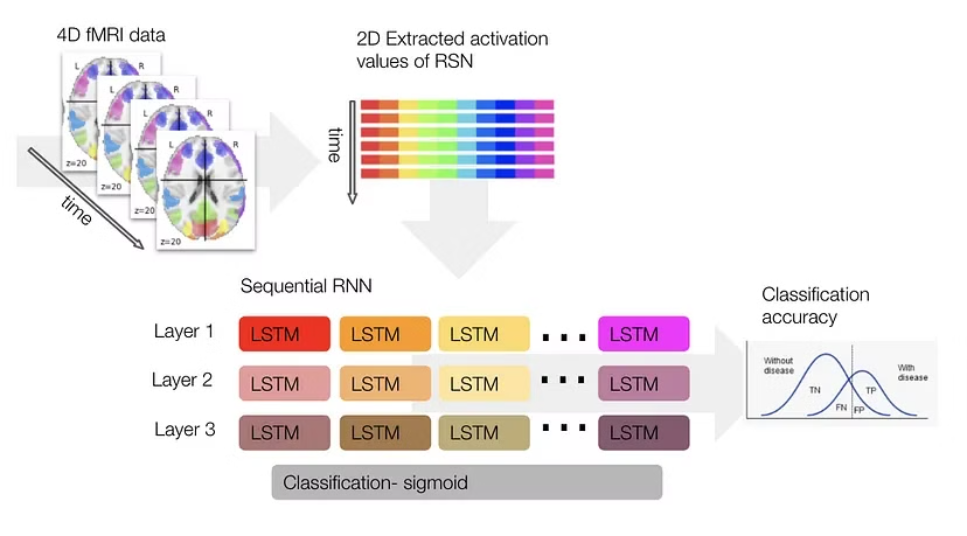 4D fMRI data
L R
L R
L R
L R
z=20
z=20
z=20
z=20
time
2D Extracted activation
values of RSN
time
Sequential RNN
Layer 1 LSTM LSTM LSTM ... LSTM
Layer 2 LSTM LSTM LSTM ... LSTM
Layer 3 LSTM LSTM LSTM ... LSTM
Classification- sigmoid
Classification
accuracy
Without
disease
With
disease
TN
TP
FN
FP